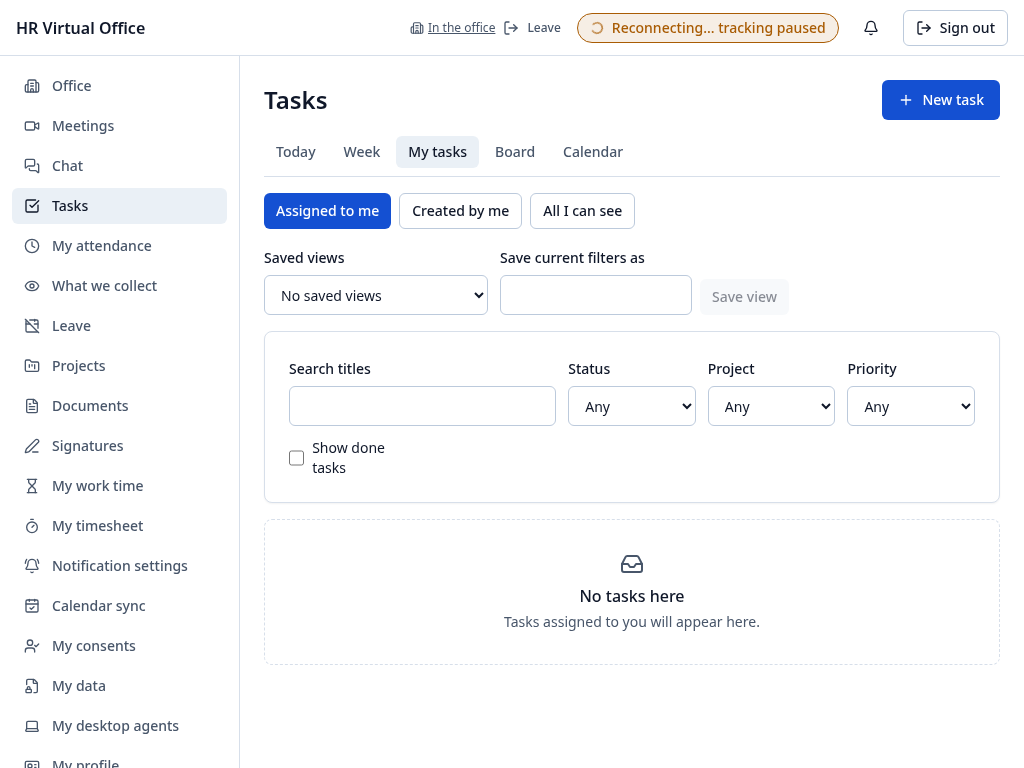 HR Virtual Office
In the office
Leave
Reconnecting... tracking paused
Sign out
Office
Meetings
Chat
Tasks
My attendance
What we collect
Leave
Projects
Documents
Signatures
My work time
My timesheet
Notification settings
Calendar sync
My consents
My data
My desktop agents
My profile
Tasks
New task
Today
Week
My tasks
Board
Calendar
Assigned to me
Created by me
All I can see
Saved views
Save current filters as
No saved views
Save view
Search titles
Status
Project
Priority
Any
Any
Any
Show done
tasks
No tasks here
Tasks assigned to you will appear here.